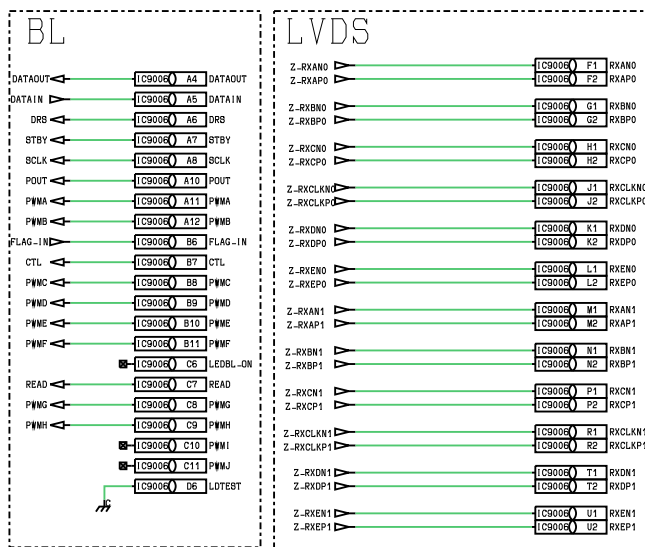 BL
DATAOUT IC9006 A4 DATAOUT
DATAIN IC9006 A5 DATAIN
DRS IC9006 A6 DRS
STBY IC9006 A7 STBY
SCLK IC9006 A8 SCLK
POUT IC9006 A10 POUT
PWMA IC9006 A11 PWMA
PWMB IC9006 A12 PWMB
FLAG-IN IC9006 B6 FLAG-IN
CTL IC9006 B7 CTL
PWMC IC9006 B8 PWMC
PWMD IC9006 B9 PWMD
PWME IC9006 B10 PWME
PWMF IC9006 B11 PWMF
IC9006 C6 LEDBL-ON
READ IC9006 C7 READ
PWMG IC9006 C8 PWMG
PWMH IC9006 C9 PWMH
IC9006 C10 PWMI
IC9006 C11 PWMJ
IC9006 D6 LDTEST
IC
LVDS
Z-RXAN0 IC9006 F1 RXAN0
Z-RXAP0 IC9006 F2 RXAP0
Z-RXBN0 IC9006 G1 RXBN0
Z-RXBP0 IC9006 G2 RXBP0
Z-RXCN0 IC9006 H1 RXCN0
Z-RXCP0 IC9006 H2 RXCP0
Z-RXCLKN0 IC9006 J1 RXCLKN0
Z-RXCLKP0 IC9006 J2 RXCLKP0
Z-RXDN0 IC9006 K1 RXDN0
Z-RXDP0 IC9006 K2 RXDP0
Z-RXEN0 IC9006 L1 RXEN0
Z-RXEP0 IC9006 L2 RXEP0
Z-RXAN1 IC9006 M1 RXAN1
Z-RXAP1 IC9006 M2 RXAP1
Z-RXBN1 IC9006 N1 RXBN1
Z-RXBP1 IC9006 N2 RXBP1
Z-RXCN1 IC9006 P1 RXCN1
Z-RXCP1 IC9006 P2 RXCP1
Z-RXCLKN1 IC9006 R1 RXCLKN1
Z-RXCLKP1 IC9006 R2 RXCLKP1
Z-RXDN1 IC9006 T1 RXDN1
Z-RXDP1 IC9006 T2 RXDP1
Z-RXEN1 IC9006 U1 RXEN1
Z-RXEP1 IC9006 U2 RXEP1